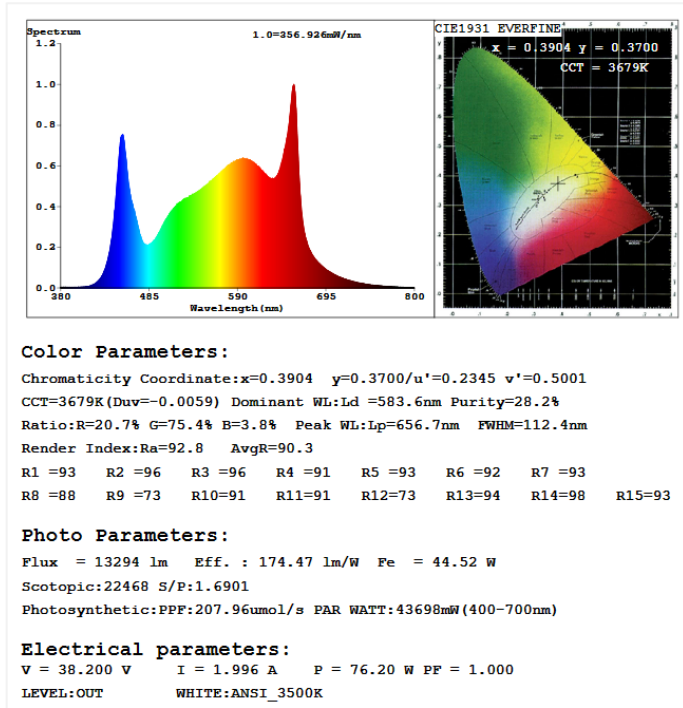 Spectrum
1.0=356.926mW/nm
1.2
1.0
0.8
0.6
0.4
0.2
0.0
380 485 590 695 800
Wavelength(nm)
CIE1931 EVERFINE
x = 0.3904 y = 0.3700
CCT = 3679K
Color Parameters:
Chromaticity Coordinate:x=0.3904 y=0.3700/u'=0.2345 v'=0.5001
CCT=3679K(Duv=-0.0059) Dominant WL:Ld =583.6nm Purity=28.2%
Ratio:R=20.7% G=75.4% B=3.8% Peak WL:Lp=656.7nm FWHM=112.4nm
Render Index:Ra=92.8 AvgR=90.3
R1 =93 R2 =96 R3 =96 R4 =91 R5 =93 R6 =92 R7 =93
R8 =88 R9 =73 R10=91 R11=91 R12=73 R13=94 R14=98 R15=93
Photo Parameters:
Flux = 13294 lm Eff. : 174.47 lm/W Fe = 44.52 W
Scotopic:22468 S/P:1.6901
Photosynthetic:PPF:207.96umol/s PAR WATT:43698mW(400-700nm)
Electrical parameters:
V = 38.200 V I = 1.996 A P = 76.20 W PF = 1.000
LEVEL:OUT WHITE:ANSI_3500K